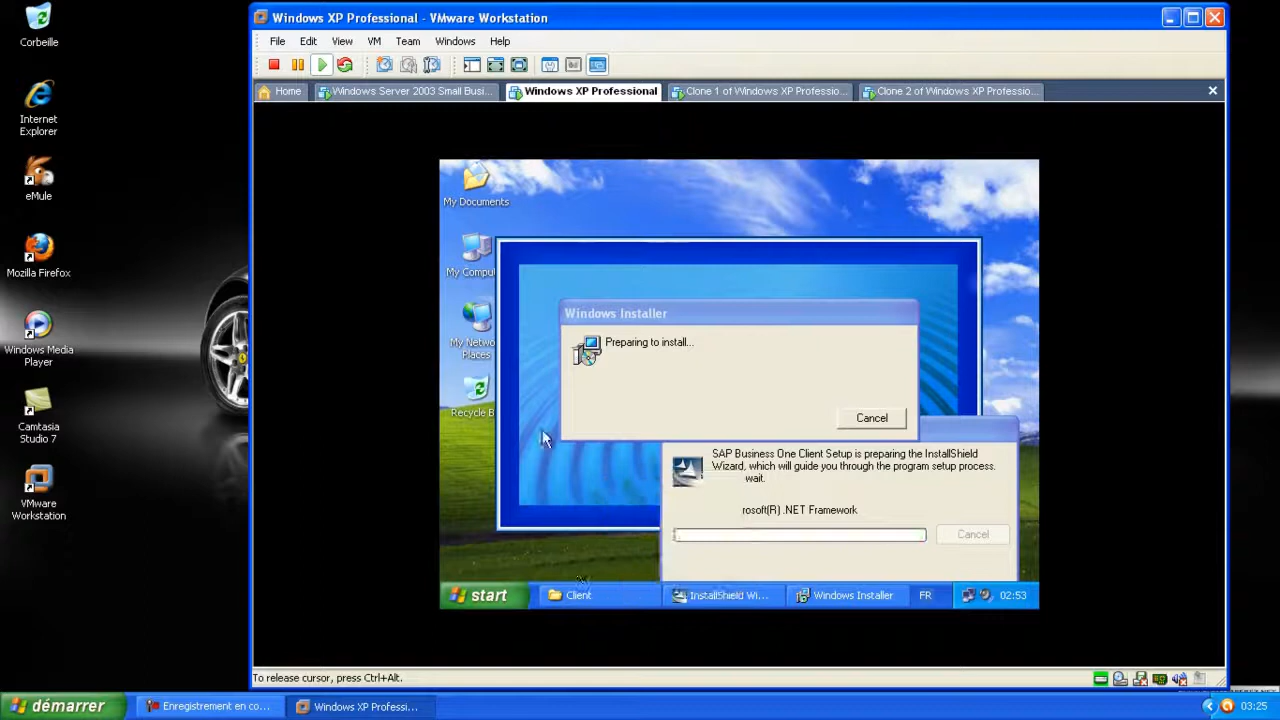 Corbeille
Internet
Explorer
eMule
Mozilla Firefox
Windows Media
Player
Camtasia
Studio 7
VMware
Workstation
Windows XP Professional - VMware Workstation
File Edit View VM Team Windows Help
Home Windows Server 2003 Small Busi... Windows XP Professional Clone 1 of Windows XP Professio... Clone 2 of Windows XP Professio...
My Documents
My Compu
My Netwo
Places
Recycle B
Windows Installer
Preparing to install...
Cancel
SAP Business One Client Setup is preparing the InstallShield
Wizard, which will guide you through the program setup process.
wait.
rosoft(R) .NET Framework
Cancel
start Client InstallShield Wi... Windows Installer FR 02:53
To release cursor, press Ctrl+Alt.
démarrer Enregistrement en co... Windows XP Profess... 03:25